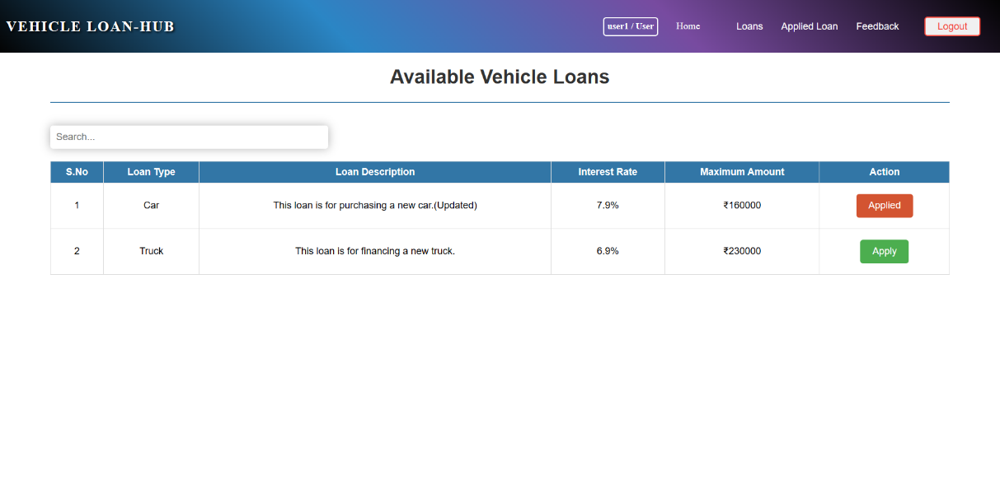 VEHICLE LOAN-HUB
user1 / User Home Loans Applied Loan Feedback Logout
Available Vehicle Loans
Search...
S.No Loan Type Loan Description Interest Rate Maximum Amount Action
1 Car This loan is for purchasing a new car.(Updated) 7.9% ₹160000 Applied
2 Truck This loan is for financing a new truck. 6.9% ₹230000 Apply